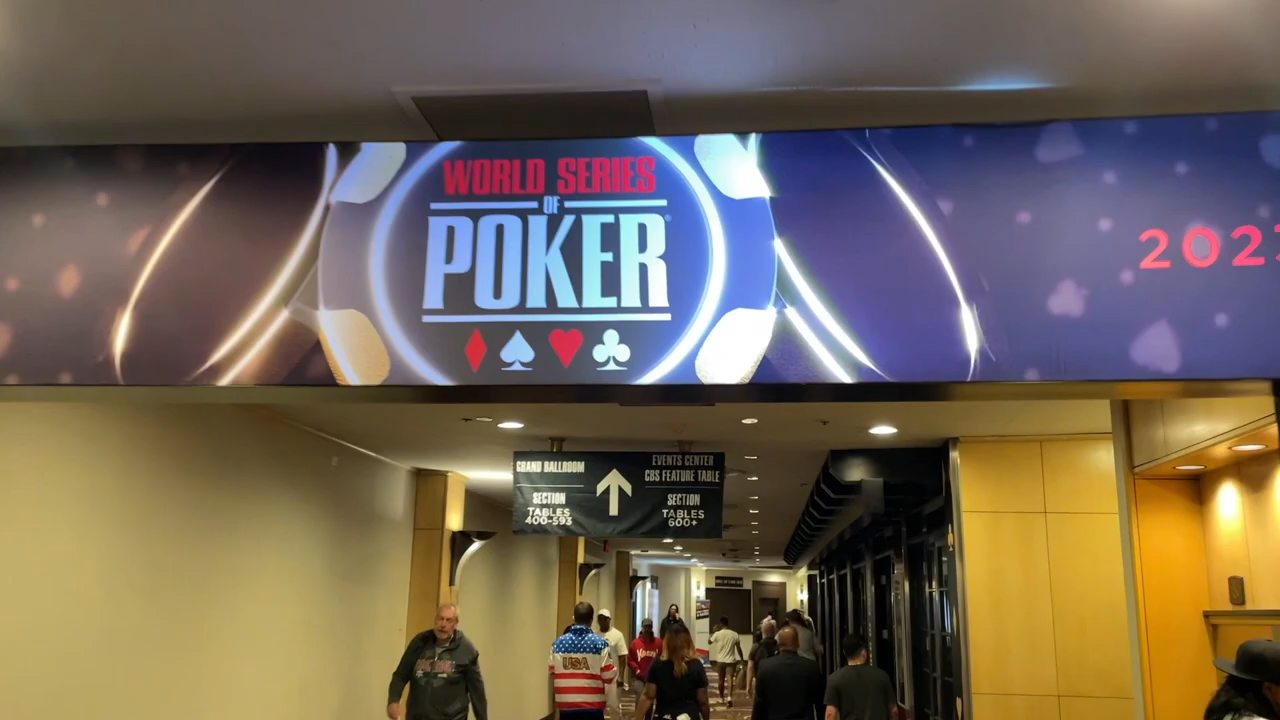 WORLD SERIES
OF
POKER
202
GRAND BALLROOM
SECTION
TABLES
400-593
EVENTS CENTER
CBS FEATURE TABLE
SECTION
TABLES
600+
USA